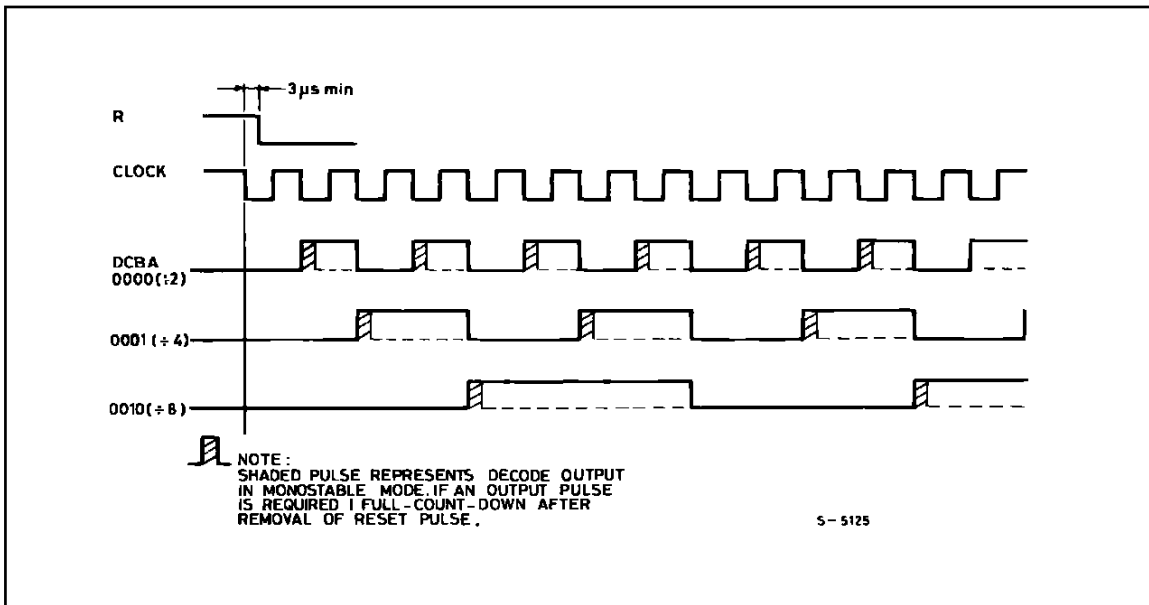 3µs min
R
CLOCK
DCBA
0000(÷2)
0001 (÷4)
0010(÷8)
NOTE:
SHADED PULSE REPRESENTS DECODE OUTPUT
IN MONOSTABLE MODE. IF AN OUTPUT PULSE
IS REQUIRED 1 FULL-COUNT-DOWN AFTER
REMOVAL OF RESET PULSE.
S-5125